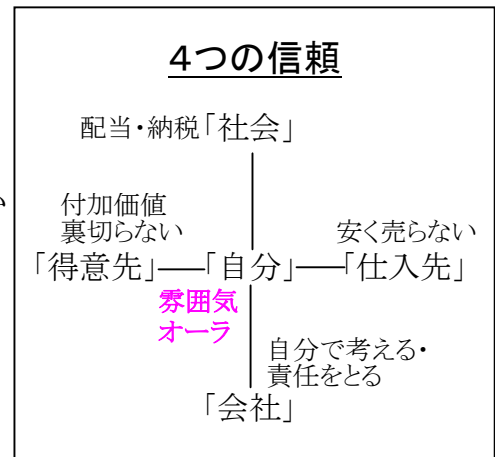 4つの信頼
配当・納税「社会」
付加価値
裏切らない
安く売らない
「得意先」「自分」「仕入先」
雰囲気
オーラ
自分で考える・
責任をとる
「会社」